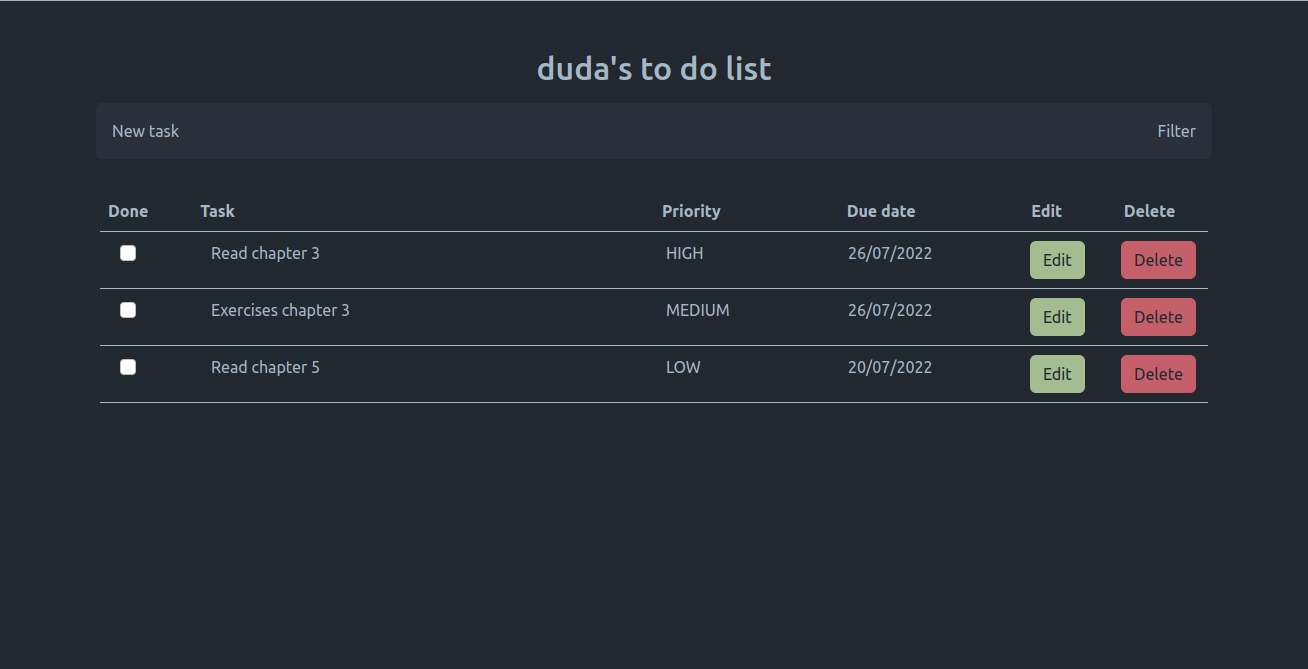 duda's to do list
New task Filter
Done Task Priority Due date Edit Delete
Read chapter 3 HIGH 26/07/2022 Edit Delete
Exercises chapter 3 MEDIUM 26/07/2022 Edit Delete
Read chapter 5 LOW 20/07/2022 Edit Delete